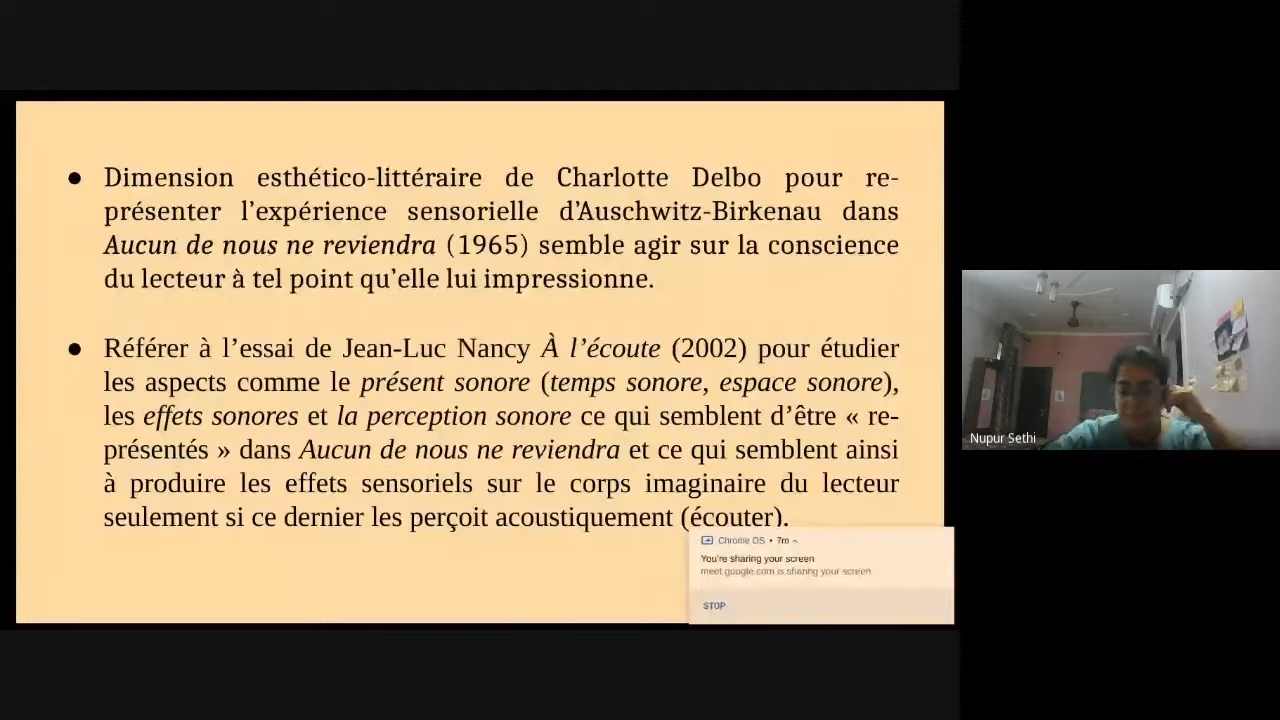 ● Dimension esthético-littéraire de Charlotte Delbo pour re-
présenter l’expérience sensorielle d’Auschwitz-Birkenau dans
Aucun de nous ne reviendra (1965) semble agir sur la conscience
du lecteur à tel point qu’elle lui impressionne.
● Référer à l’essai de Jean-Luc Nancy À l’écoute (2002) pour étudier
les aspects comme le présent sonore (temps sonore, espace sonore),
les effets sonores et la perception sonore ce qui semblent d’être « re-
présentés » dans Aucun de nous ne reviendra et ce qui semblent ainsi
à produire les effets sensoriels sur le corps imaginaire du lecteur
seulement si ce dernier les perçoit acoustiquement (écouter).
Chrome OS • 7m
You're sharing your screen
meet.google.com is sharing your screen
STOP
Nupur Sethi